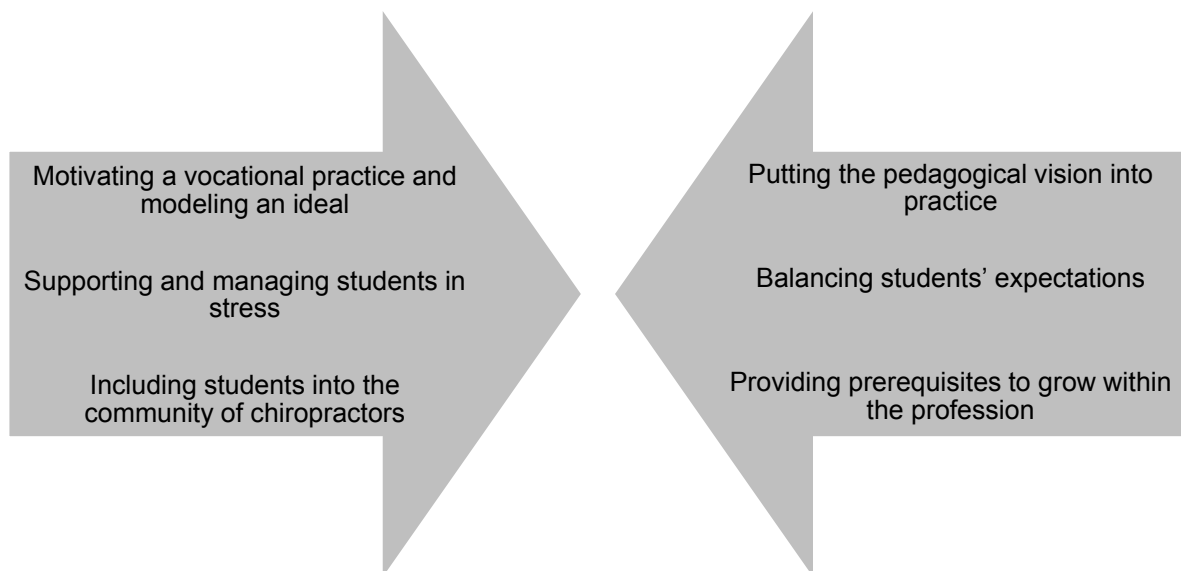 Motivating a vocational practice and
modeling an ideal
Supporting and managing students in
stress
Including students into the
community of chiropractors
Putting the pedagogical vision into
practice
Balancing students’ expectations
Providing prerequisites to grow within
the profession